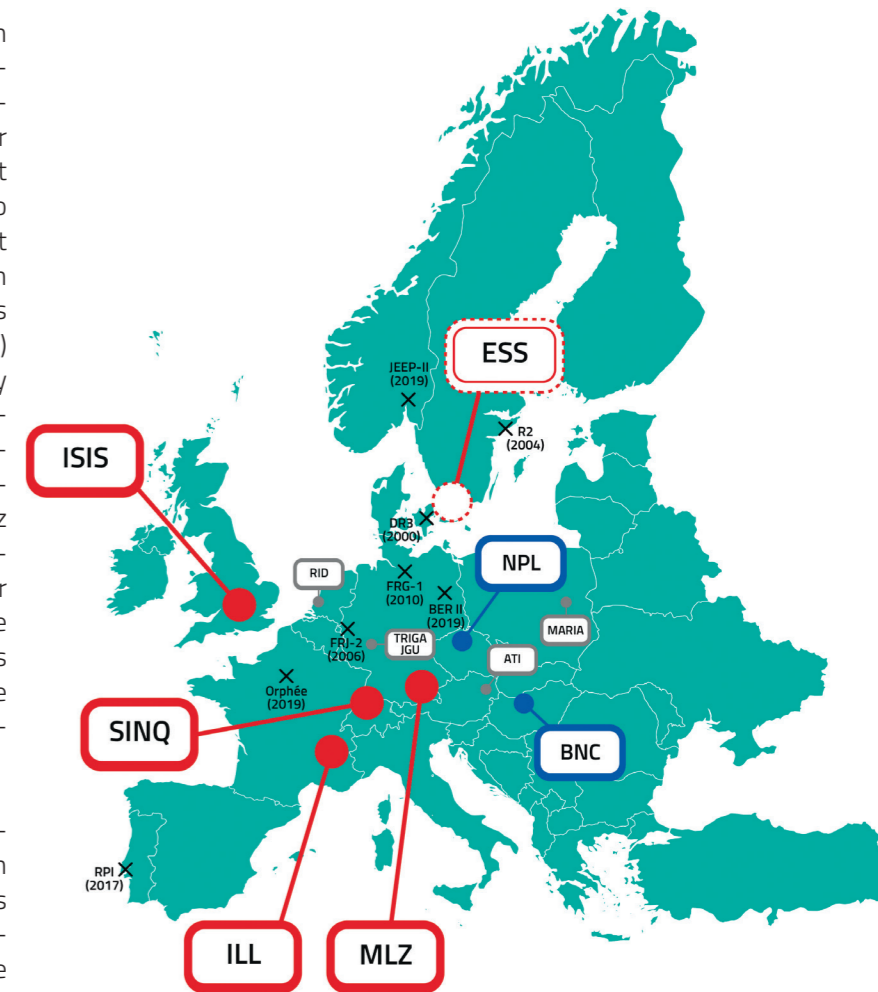 n
-
-
r
t
o
t
n
s
)
y
-
-
-
z
-
r
e
s
e
-
-
n
s
-
e
JEEP-II
(2019)
ESS
R2
(2004)
ISIS
DR3
(2000)
NPL
RID
FRG-1
(2010)
BER II
(2019)
MARIA
FRJ-2
(2006)
TRIGA
JGU
ATI
Orphée
(2019)
SINQ
BNC
RPI
(2017)
ILL
MLZ